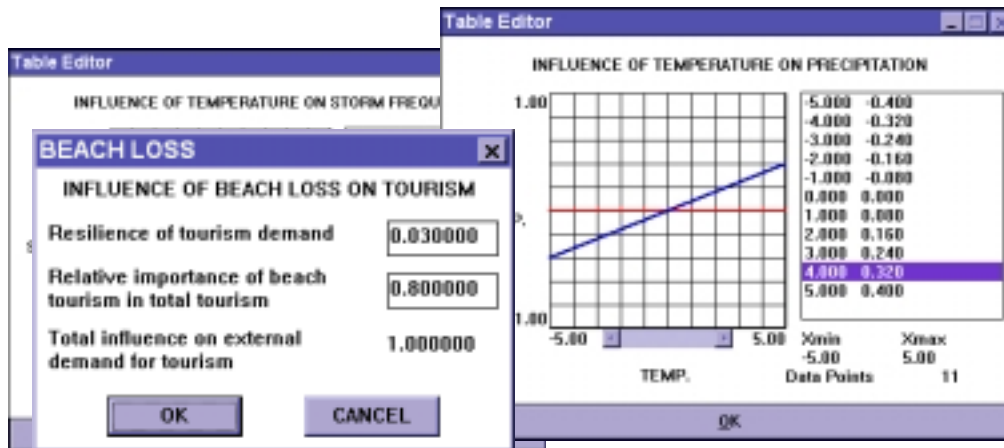 Table Editor
INFLUENCE OF TEMPERATURE ON STORM FREQU
BEACH LOSS
INFLUENCE OF BEACH LOSS ON TOURISM
Resilience of tourism demand 0.030000
Relative importance of beach
tourism in total tourism 0.800000
Total influence on external
demand for tourism 1.000000
OK CANCEL
Table Editor
INFLUENCE OF TEMPERATURE ON PRECIPITATION
1.00
P.
1.00
-5.00 5.00
TEMP.
-5.000 -0.400
-4.000 -0.320
-3.000 -0.240
-2.000 -0.160
-1.000 -0.080
0.000 0.000
1.000 0.080
2.000 0.160
3.000 0.240
4.000 0.320
5.000 0.400
Xmin Xmax
-5.00 5.00
Data Points 11
OK